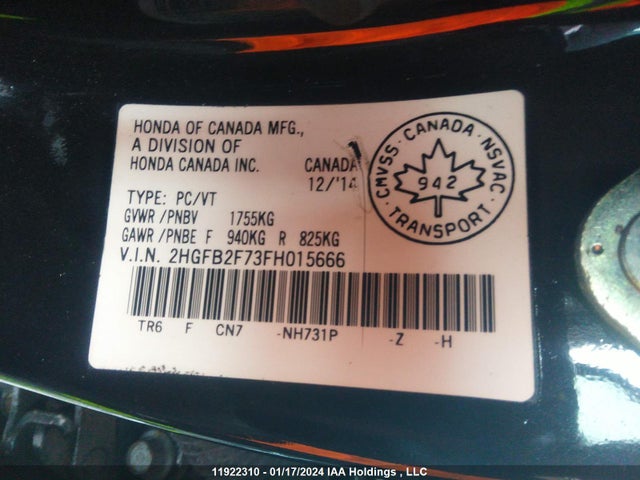 HONDA OF CANADA MFG.,
A DIVISION OF
HONDA CANADA INC.
CANADA
12/'14
TYPE: PC/VT
GVWR/PNBV 1755KG
GAWR/PNBE F 940KG R 825KG
V.I.N. 2HGFB2F73FH015666
TR6 F CN7 -NH731P -Z -H
CMVSS · CANADA · NSVAC
942
· TRANSPORT ·
11922310 - 01/17/2024 IAA Holdings , LLC